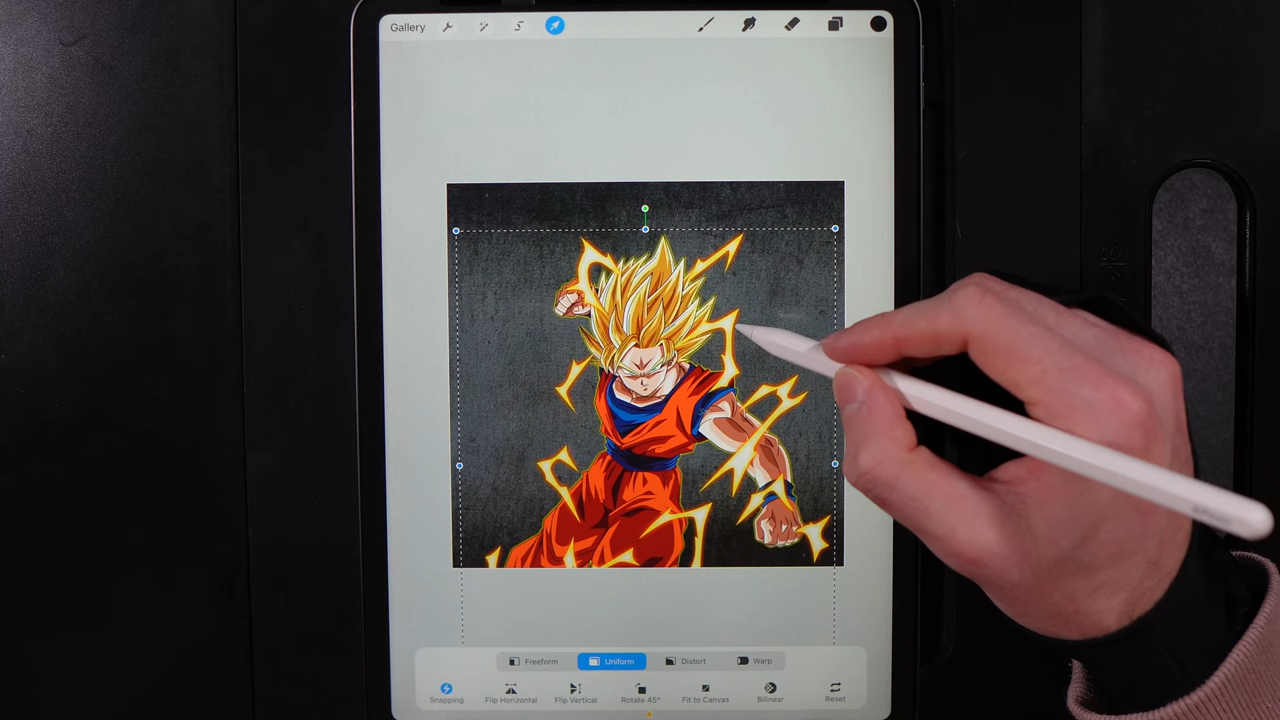 Gallery
Freeform Uniform Distort Warp
Snapping Flip Horizontal Flip Vertical Rotate 45° Fit to Canvas Bilinear Reset